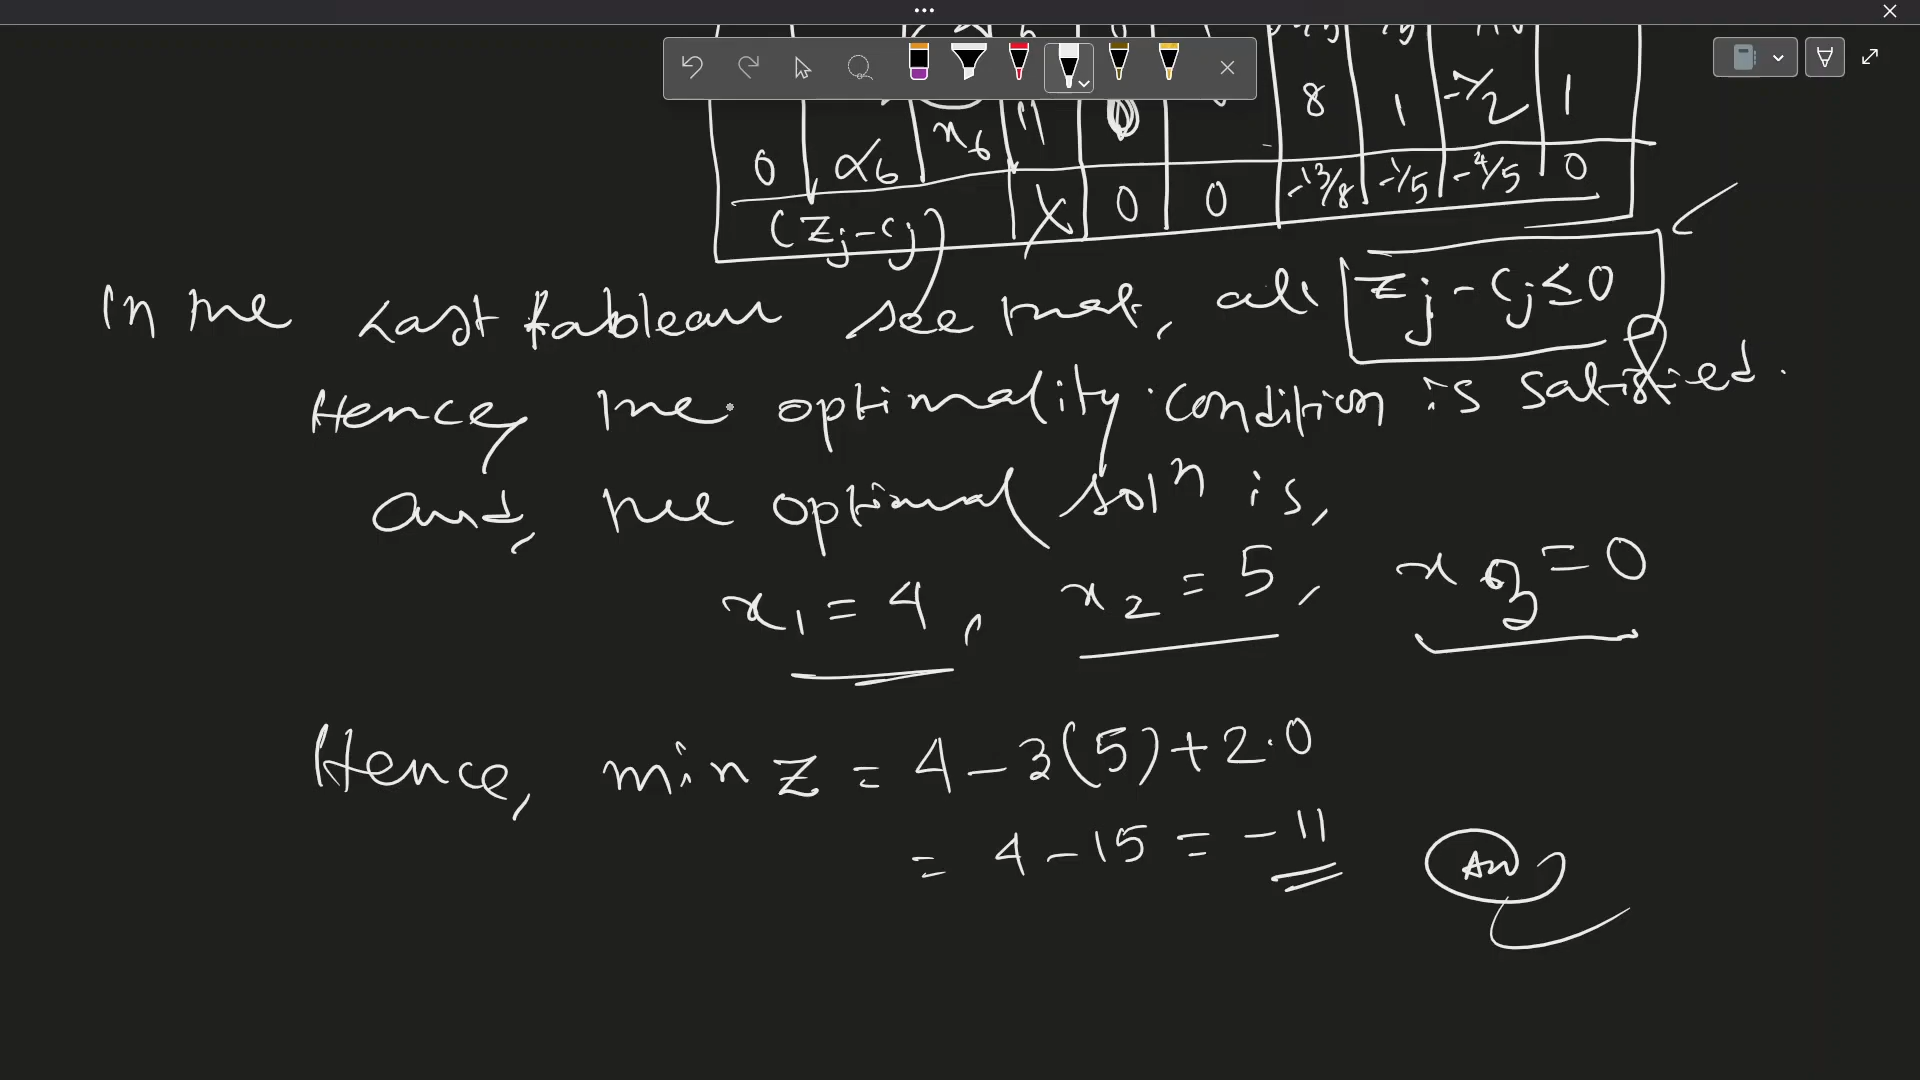 8 1 -7/2 1
0 α6 x6 11 0
(Zj-Cj) X 0 0 -13/8 -1/5 -4/5 0
In the Last tableau see that, all Zj - Cj ≤ 0
Hence the optimality condition is satisfied.
and, the optimal solⁿ is,
x1 = 4, x2 = 5, x3 = 0
Hence, min Z = 4 - 3(5) + 2·0
= 4 - 15 = -11 Ans